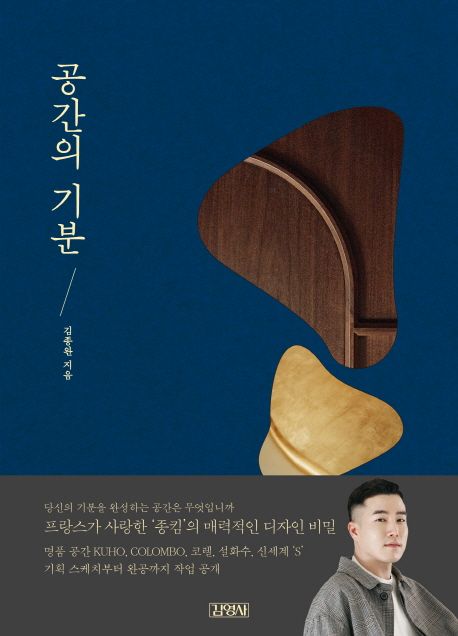 공간의 기분
김종완 지음
당신의 기분을 완성하는 공간은 무엇입니까
프랑스가 사랑한 ‘종킴’의 매력적인 디자인 비밀
명품 공간 KUHO, COLOMBO, 코렐, 설화수, 신세계 ‘S’
기획 스케치부터 완공까지 작업 공개
김영사